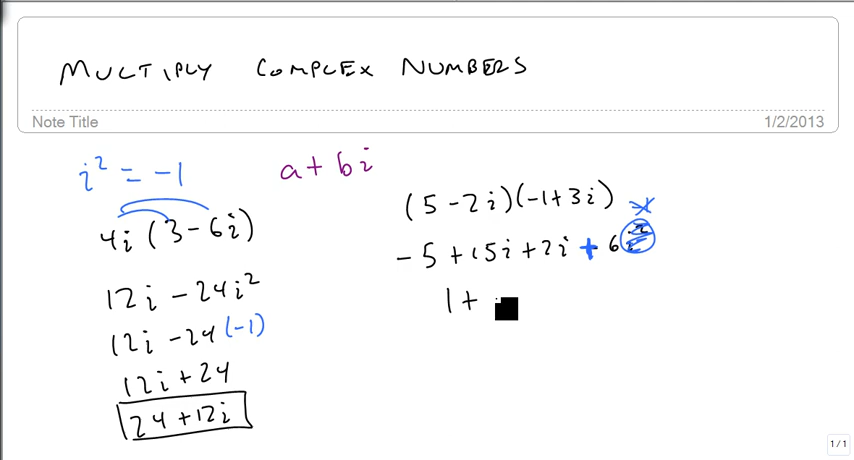 MULTIPLY COMPLEX NUMBERS
Note Title
1/2/2013
i² = -1
a + bi
4i (3 - 6i)
12i - 24i²
12i - 24 (-1)
12i + 24
24 + 12i
(5 - 2i)(-1 + 3i)
-5 + 15i + 2i + 6
1 +
1 / 1